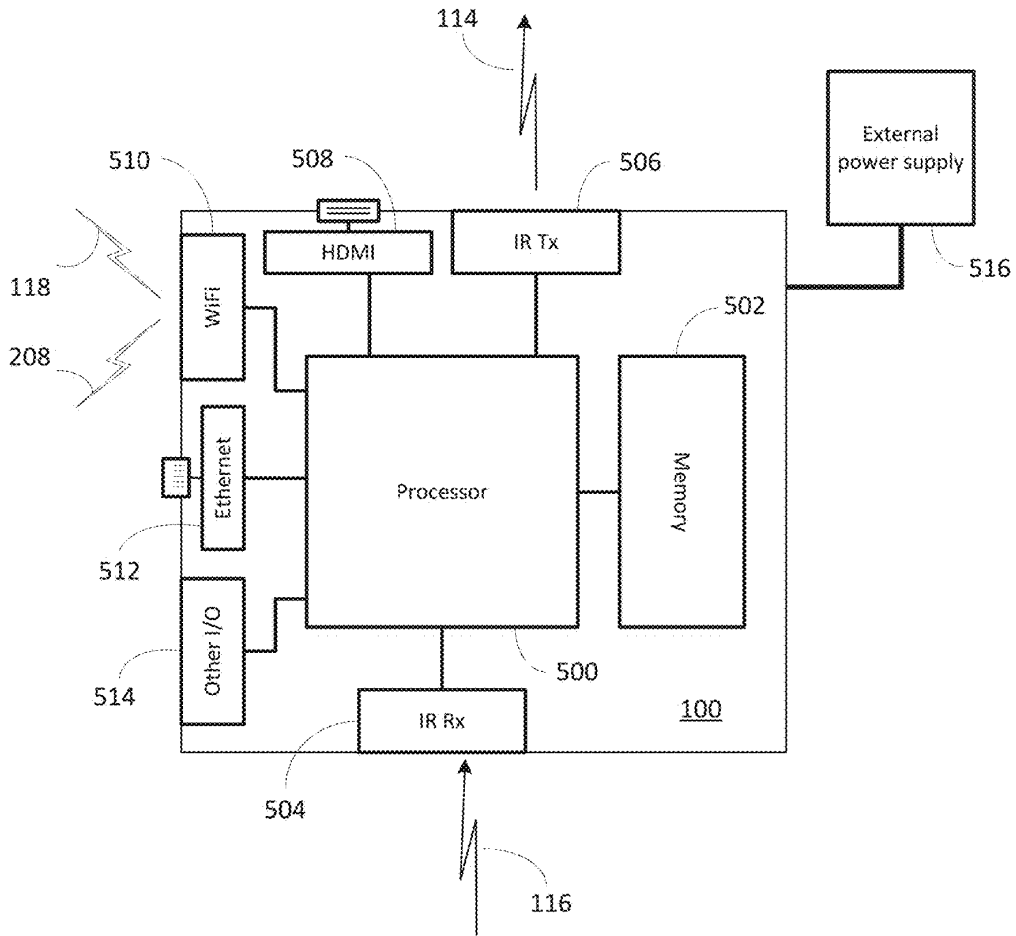 114
External
power supply
510
508
506
HDMI
IR Tx
516
118
WiFi
502
208
Ethernet
Processor
Memory
512
Other I/O
500
514
IR Rx
100
504
116